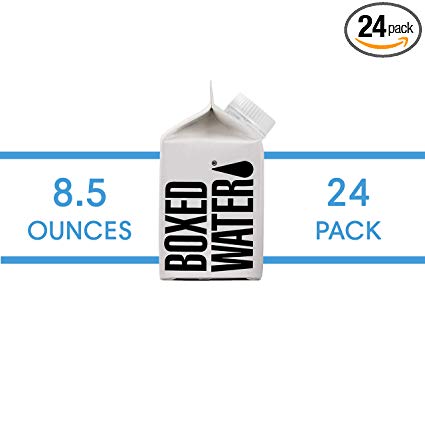 24
pack
8.5
OUNCES
BOXED
WATER®
24
PACK